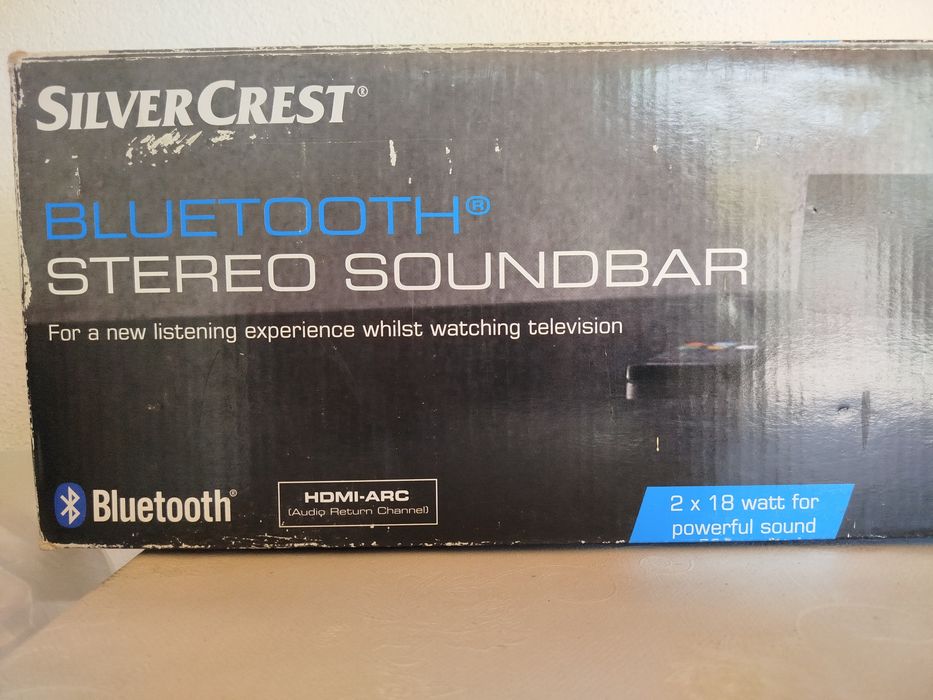 SILVERCREST®
BLUETOOTH®
STEREO SOUNDBAR
For a new listening experience whilst watching television
Bluetooth®
HDMI-ARC
(Audio Return Channel)
2 x 18 watt for
powerful sound